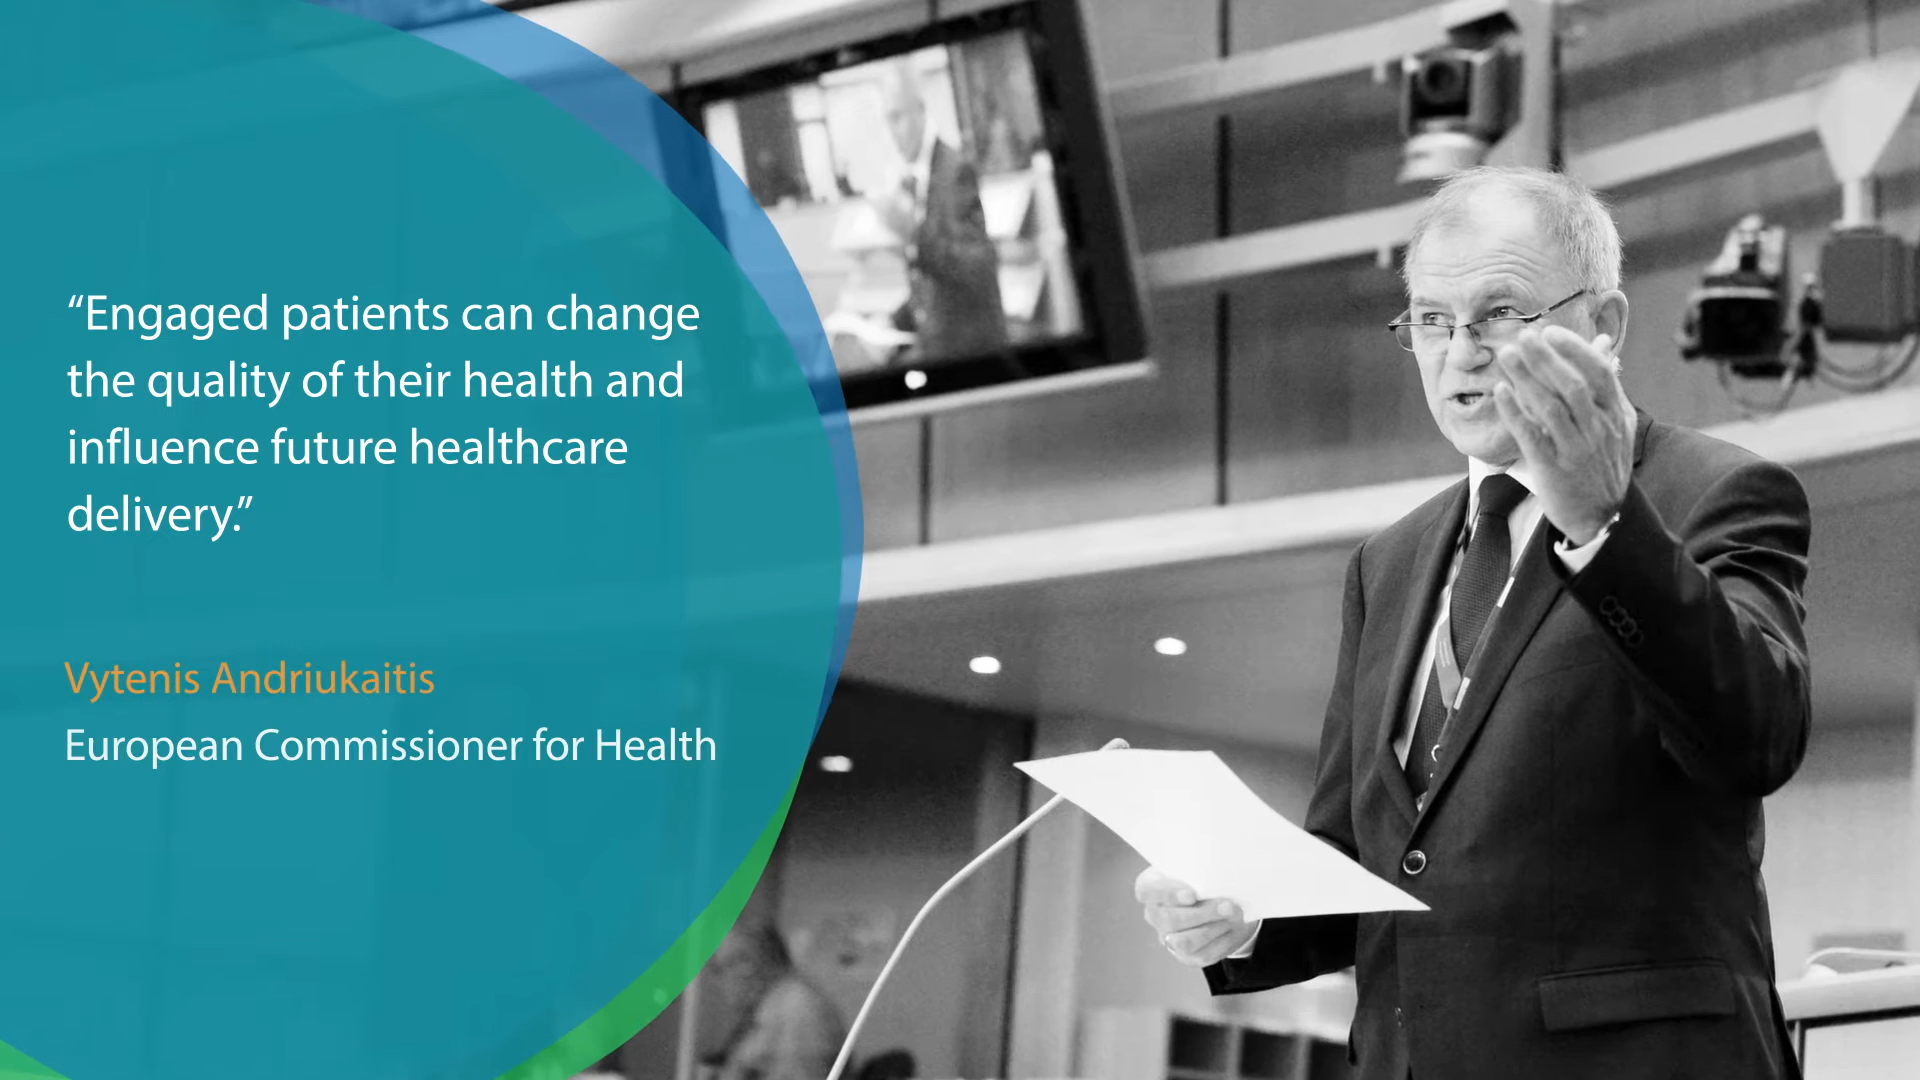 “Engaged patients can change
the quality of their health and
influence future healthcare
delivery.”
Vytenis Andriukaitis
European Commissioner for Health